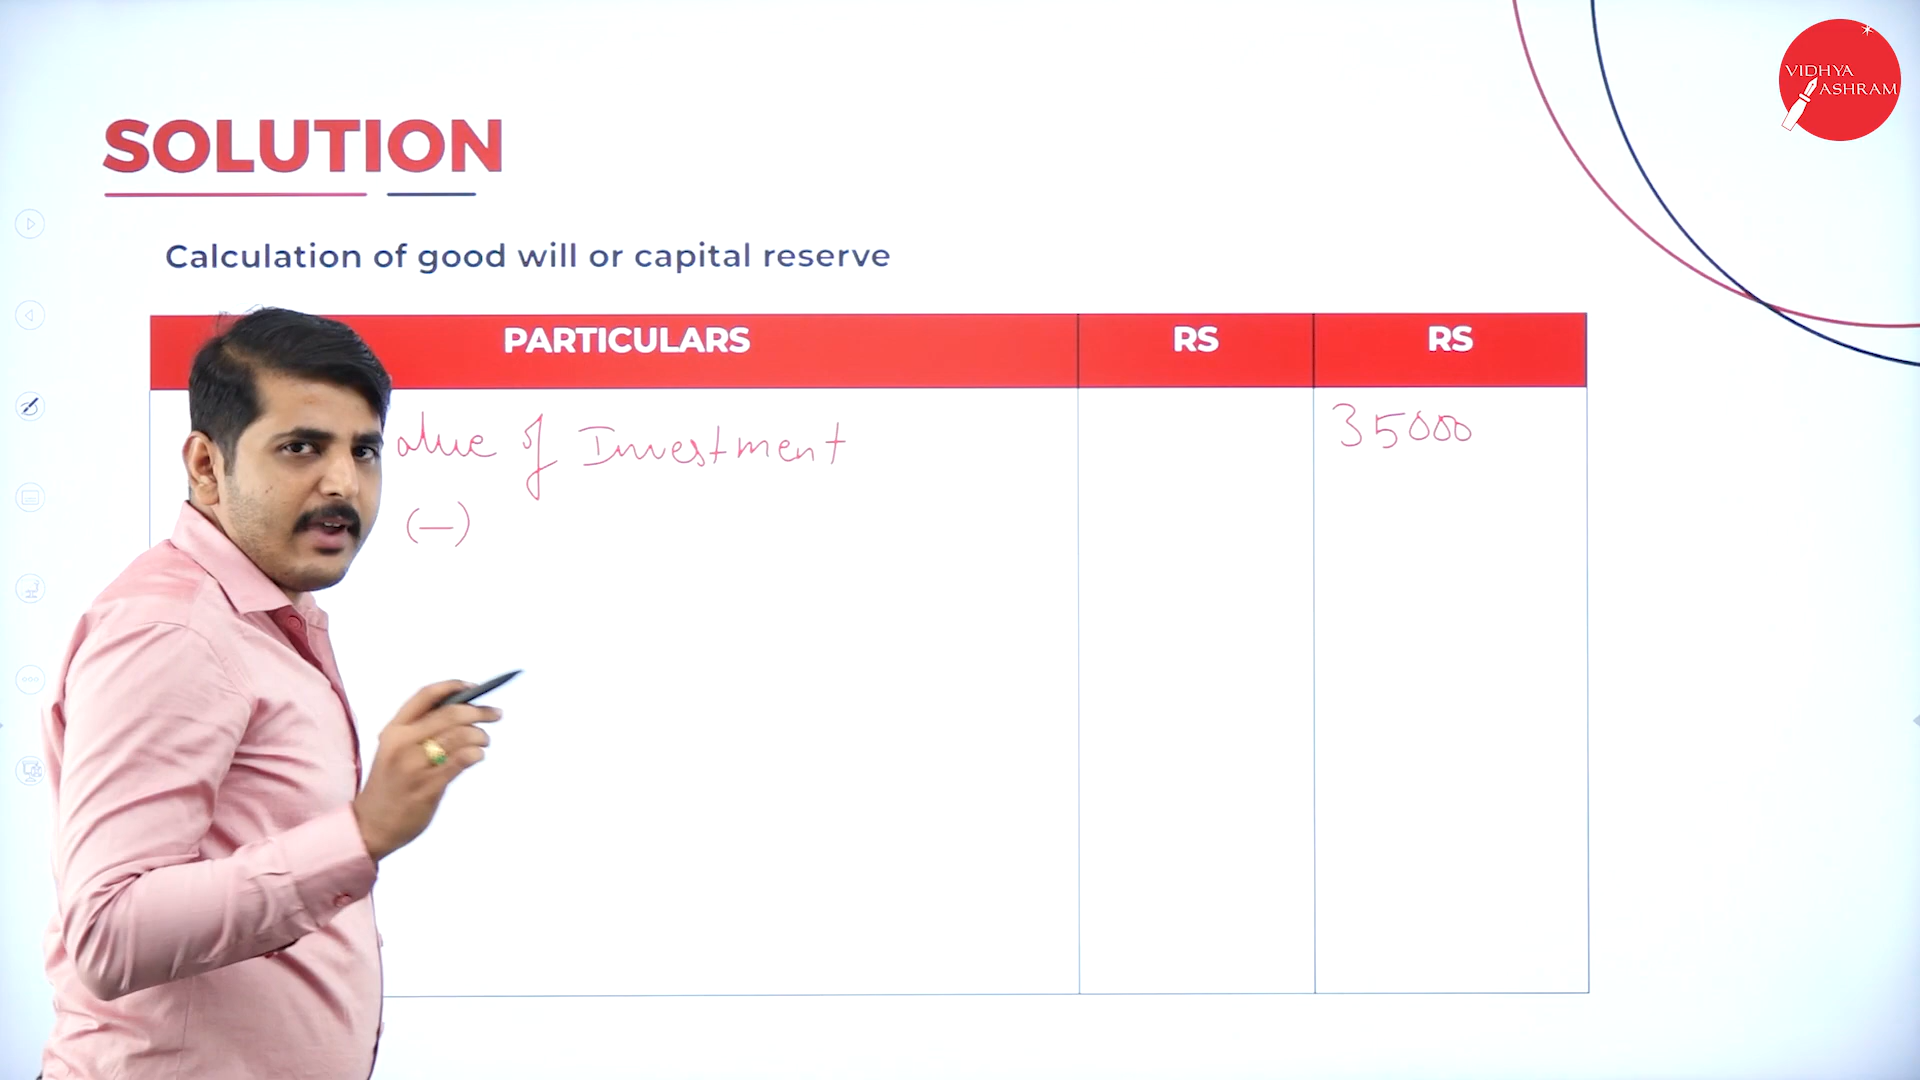 VIDHYA
ASHRAM
SOLUTION
Calculation of good will or capital reserve
PARTICULARS RS RS
alue of Investment 35000
(—)